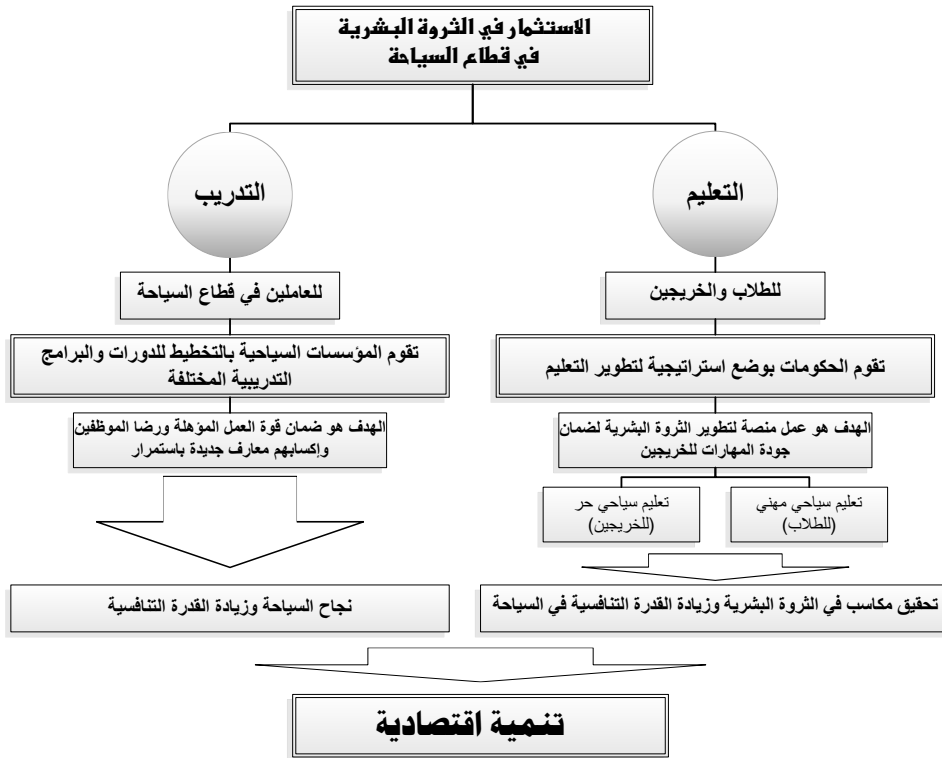 الاستثمار في الثروة البشرية
في قطاع السياحة
التعليم
للطلاب والخريجين
تقوم الحكومات بوضع استراتيجية لتطوير التعليم
الهدف هو عمل منصة لتطوير الثروة البشرية لضمان
جودة المهارات للخريجين
تعليم سياحي مهني
(للطلاب)
تعليم سياحي حر
(للخريجين)
تحقيق مكاسب في الثروة البشرية وزيادة القدرة التنافسية في السياحة
التدريب
للعاملين في قطاع السياحة
تقوم المؤسسات السياحية بالتخطيط للدورات والبرامج
التدريبية المختلفة
الهدف هو ضمان قوة العمل المؤهلة ورضا الموظفين
وإكسابهم معارف جديدة باستمرار
نجاح السياحة وزيادة القدرة التنافسية
تنمية اقتصادية